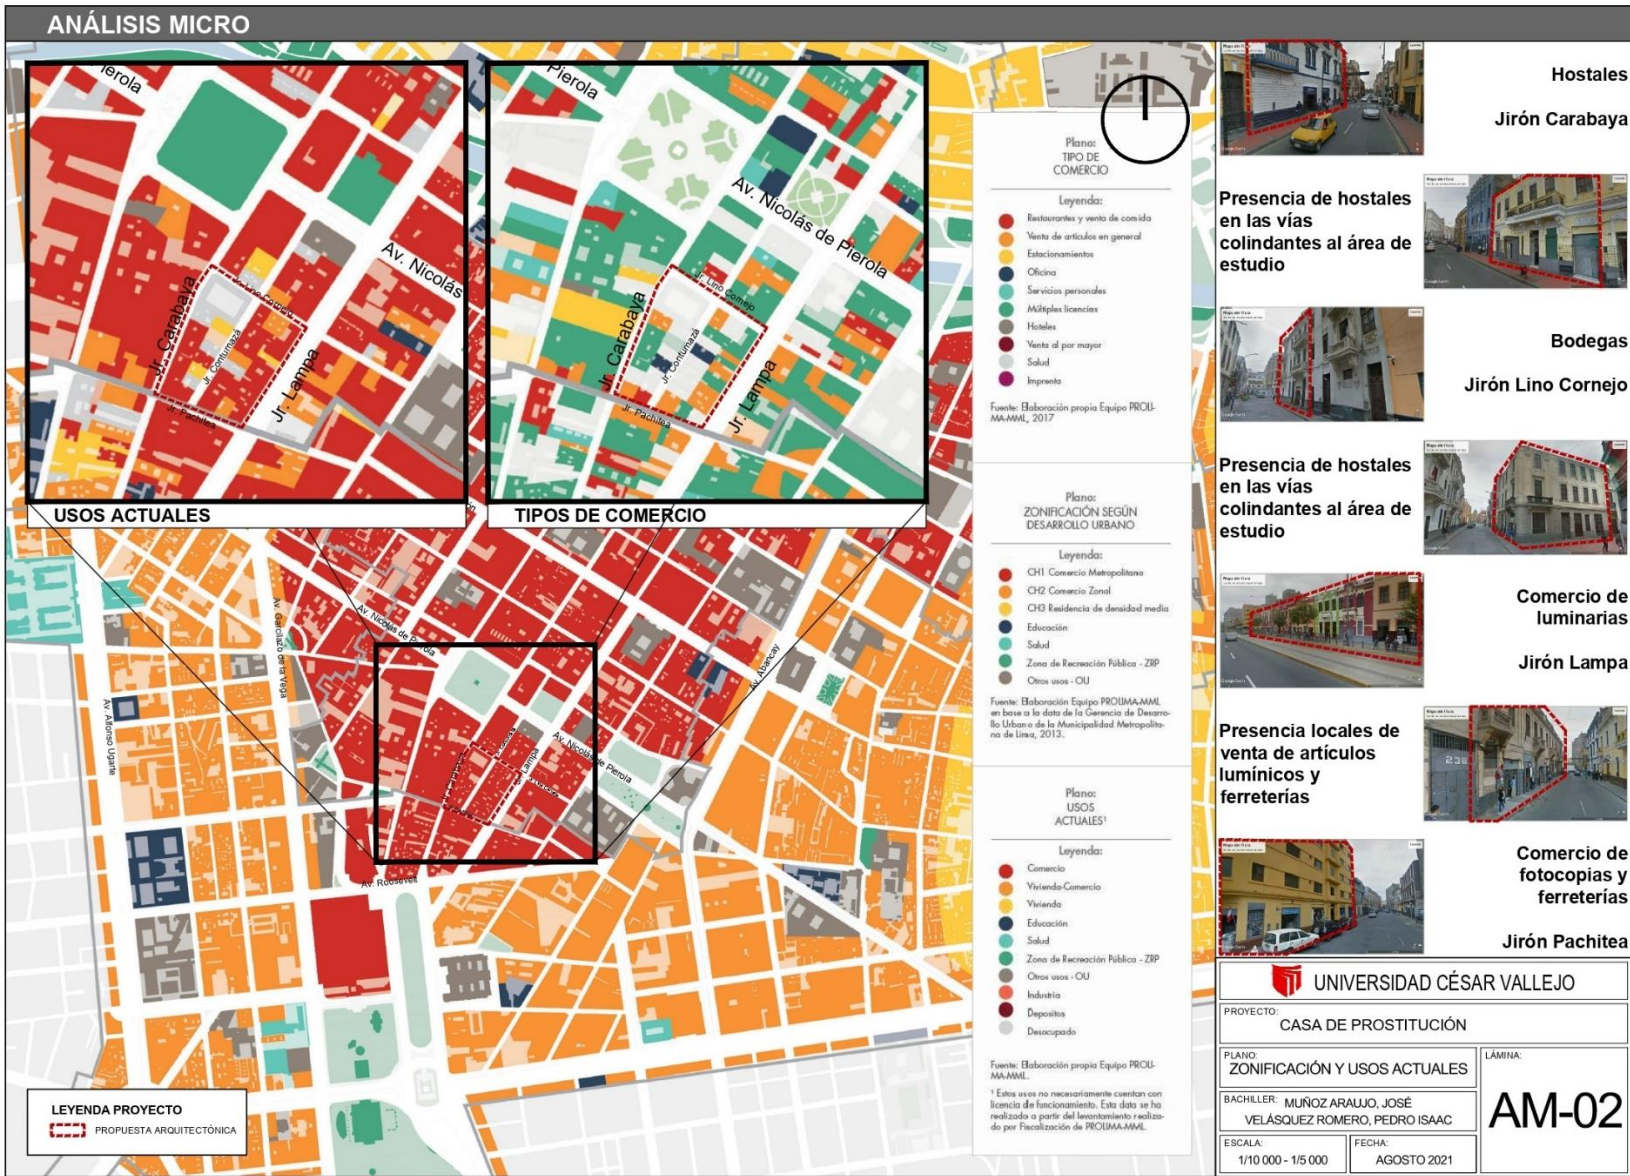 ANÁLISIS MICRO
Pierola
Av. Nicolás
Jr. Carabaya
Jr. Lino Cornejo
Jr. Contumazá
Jr. Lampa
Jr. Pachitea
USOS ACTUALES
Pierola
Av. Nicolás de Pierola
Jr. Carabaya
Jr. Lino Cornejo
Jr. Contumazá
Jr. Lampa
Jr. Pachitea
TIPOS DE COMERCIO
Av. Nicolás de Pierola
Av. Garcilazo de la Vega
Av. Alfonso Ugarte
Av. Abancay
Av. Nicolás de Pierola
Jr. Lampa
Av. Roosevelt
LEYENDA PROYECTO
PROPUESTA ARQUITECTÓNICA
Plano:
TIPO DE
COMERCIO
Leyenda:
Restaurantes y venta de comida
Venta de artículos en general
Estacionamientos
Oficina
Servicios personales
Múltiples licencias
Hoteles
Venta al por mayor
Salud
Imprenta
Fuente: Elaboración propia Equipo PROLI-
MA-MML, 2017
Plano:
ZONIFICACIÓN SEGÚN
DESARROLLO URBANO
Leyenda:
CH1 Comercio Metropolitano
CH2 Comercio Zonal
CH3 Residencia de densidad media
Educación
Salud
Zona de Recreación Pública - ZRP
Otros usos - OU
Fuente: Elaboración Equipo PROLIMA-MML
en base a la data de la Gerencia de Desarro-
llo Urbano de la Municipalidad Metropolita-
na de Lima, 2013.
Plano:
USOS
ACTUALES¹
Leyenda:
Comercio
Vivienda-Comercio
Vivienda
Educación
Salud
Zona de Recreación Pública - ZRP
Otros usos - OU
Industria
Depositos
Desocupado
Fuente: Elaboración propia Equipo PROLI-
MA-MML.
¹ Estos usos no necesariamente cuentan con
licencia de funcionamiento. Esta data se ha
realizado a partir del levantamiento realiza-
do por Fiscalización de PROLIMA-MML.
Hostales
Jirón Carabaya
Presencia de hostales
en las vías
colindantes al área de
estudio
Bodegas
Jirón Lino Cornejo
Presencia de hostales
en las vías
colindantes al área de
estudio
Comercio de
luminarias
Jirón Lampa
Presencia locales de
venta de artículos
lumínicos y
ferreterías
Comercio de
fotocopias y
ferreterías
Jirón Pachitea
UNIVERSIDAD CÉSAR VALLEJO
PROYECTO:
CASA DE PROSTITUCIÓN
PLANO:
ZONIFICACIÓN Y USOS ACTUALES
BACHILLER: MUÑOZ ARAUJO, JOSÉ
VELÁSQUEZ ROMERO, PEDRO ISAAC
ESCALA:
1/10 000 - 1/5 000
FECHA:
AGOSTO 2021
LÁMINA:
AM-02